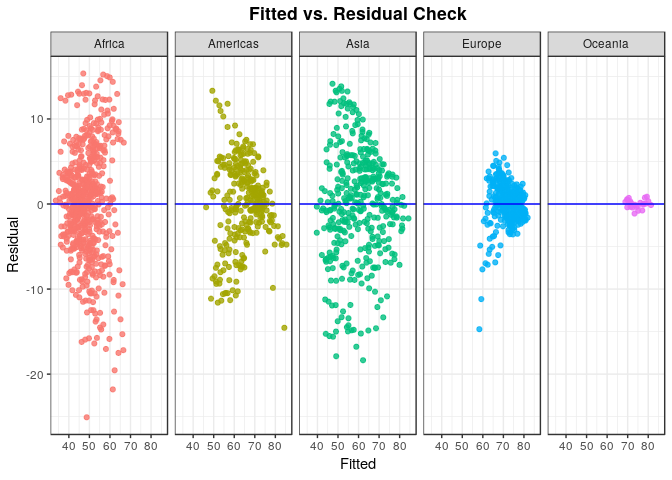 Fitted vs. Residual Check
Africa Americas Asia Europe Oceania
10
0
-10
-20
Residual
40 50 60 70 80 40 50 60 70 80 40 50 60 70 80 40 50 60 70 80 40 50 60 70 80
Fitted